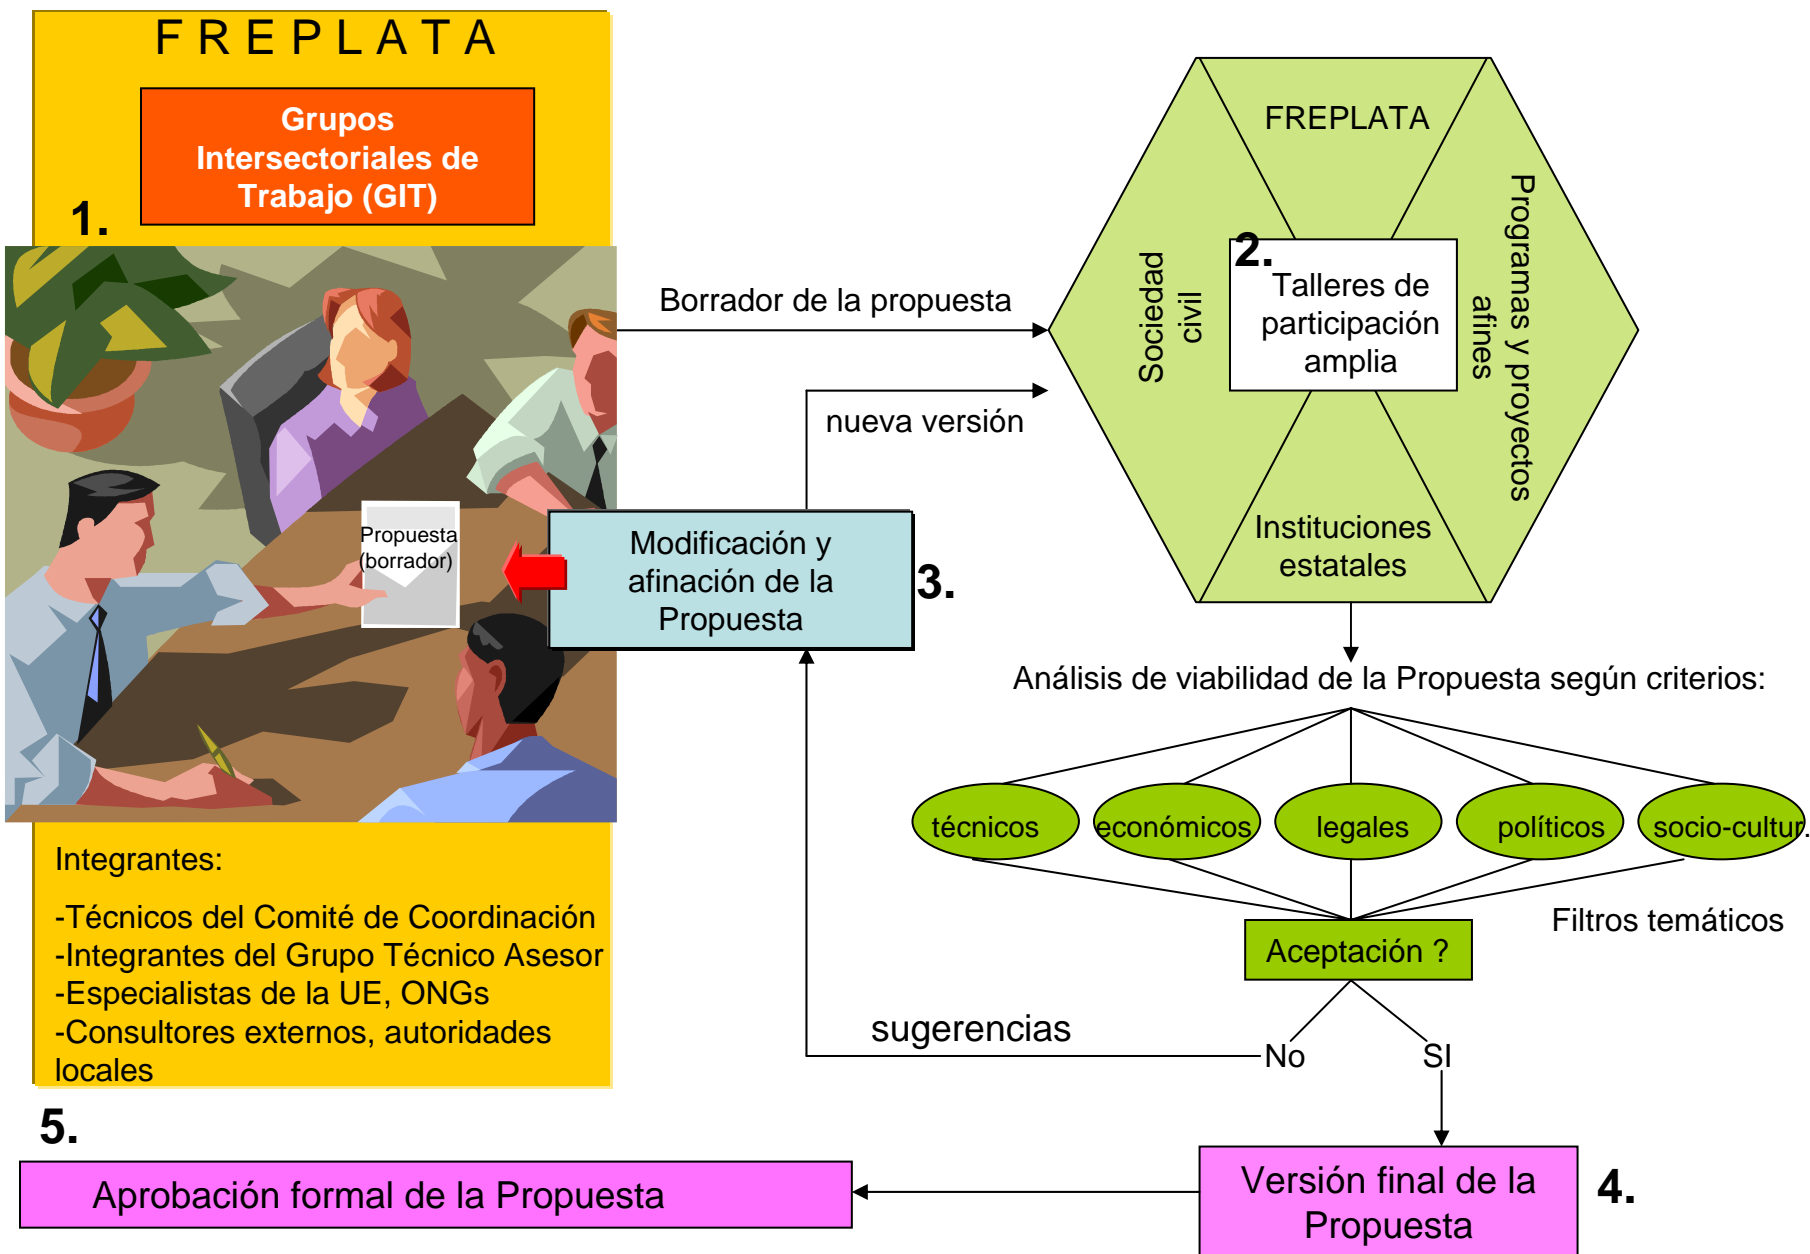 FREPLATA
Grupos
Intersectoriales de
Trabajo (GIT)
1.
Propuesta
(borrador)
Integrantes:
-Técnicos del Comité de Coordinación
-Integrantes del Grupo Técnico Asesor
-Especialistas de la UE, ONGs
-Consultores externos, autoridades
locales
Borrador de la propuesta
nueva versión
FREPLATA
Sociedad
civil
2.
Talleres de
participación
amplia
Programas y proyectos
afines
Instituciones
estatales
Modificación y
afinación de la
Propuesta
3.
Análisis de viabilidad de la Propuesta según criterios:
técnicos
económicos
legales
políticos
socio-cultur.
Filtros temáticos
Aceptación ?
sugerencias
No
SI
Versión final de la
Propuesta
4.
5.
Aprobación formal de la Propuesta